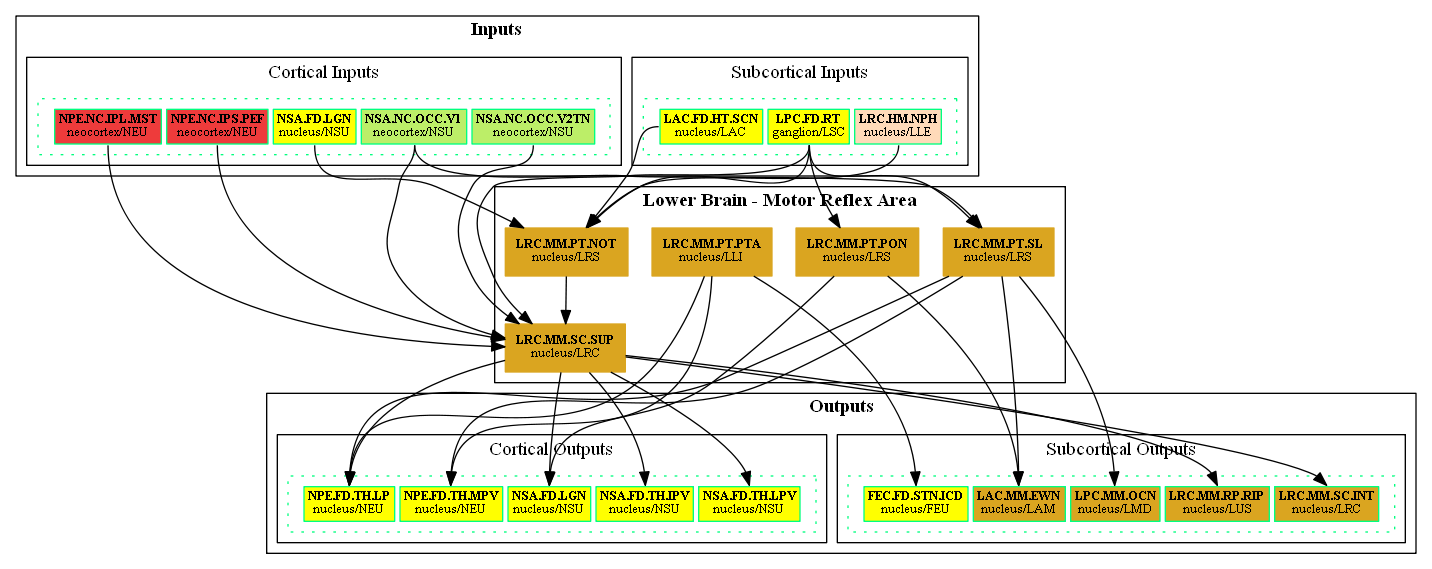 Inputs
Cortical Inputs
Subcortical Inputs
NPE.NC.IPL.MST
neocortex/NEU
NPE.NC.IPS.PEF
neocortex/NEU
NSA.FD.LGN
nucleus/NSU
NSA.NC.OCC.V1
neocortex/NSU
NSA.NC.OCC.V2TN
neocortex/NSU
LAC.FD.HT.SCN
nucleus/LAC
LPC.FD.RT
ganglion/LSC
LRC.HM.NPH
nucleus/LLE
Lower Brain - Motor Reflex Area
LRC.MM.PT.NOT
nucleus/LRS
LRC.MM.PT.PTA
nucleus/LLI
LRC.MM.PT.PON
nucleus/LRS
LRC.MM.PT.SL
nucleus/LRS
LRC.MM.SC.SUP
nucleus/LRC
Outputs
Cortical Outputs
Subcortical Outputs
NPE.FD.TH.LP
nucleus/NEU
NPE.FD.TH.MPV
nucleus/NEU
NSA.FD.LGN
nucleus/NSU
NSA.FD.TH.IPV
nucleus/NSU
NSA.FD.TH.LPV
nucleus/NSU
FEC.FD.STN.ICD
nucleus/FEU
LAC.MM.EWN
nucleus/LAM
LPC.MM.OCN
nucleus/LMD
LRC.MM.RP.RIP
nucleus/LUS
LRC.MM.SC.INT
nucleus/LRC